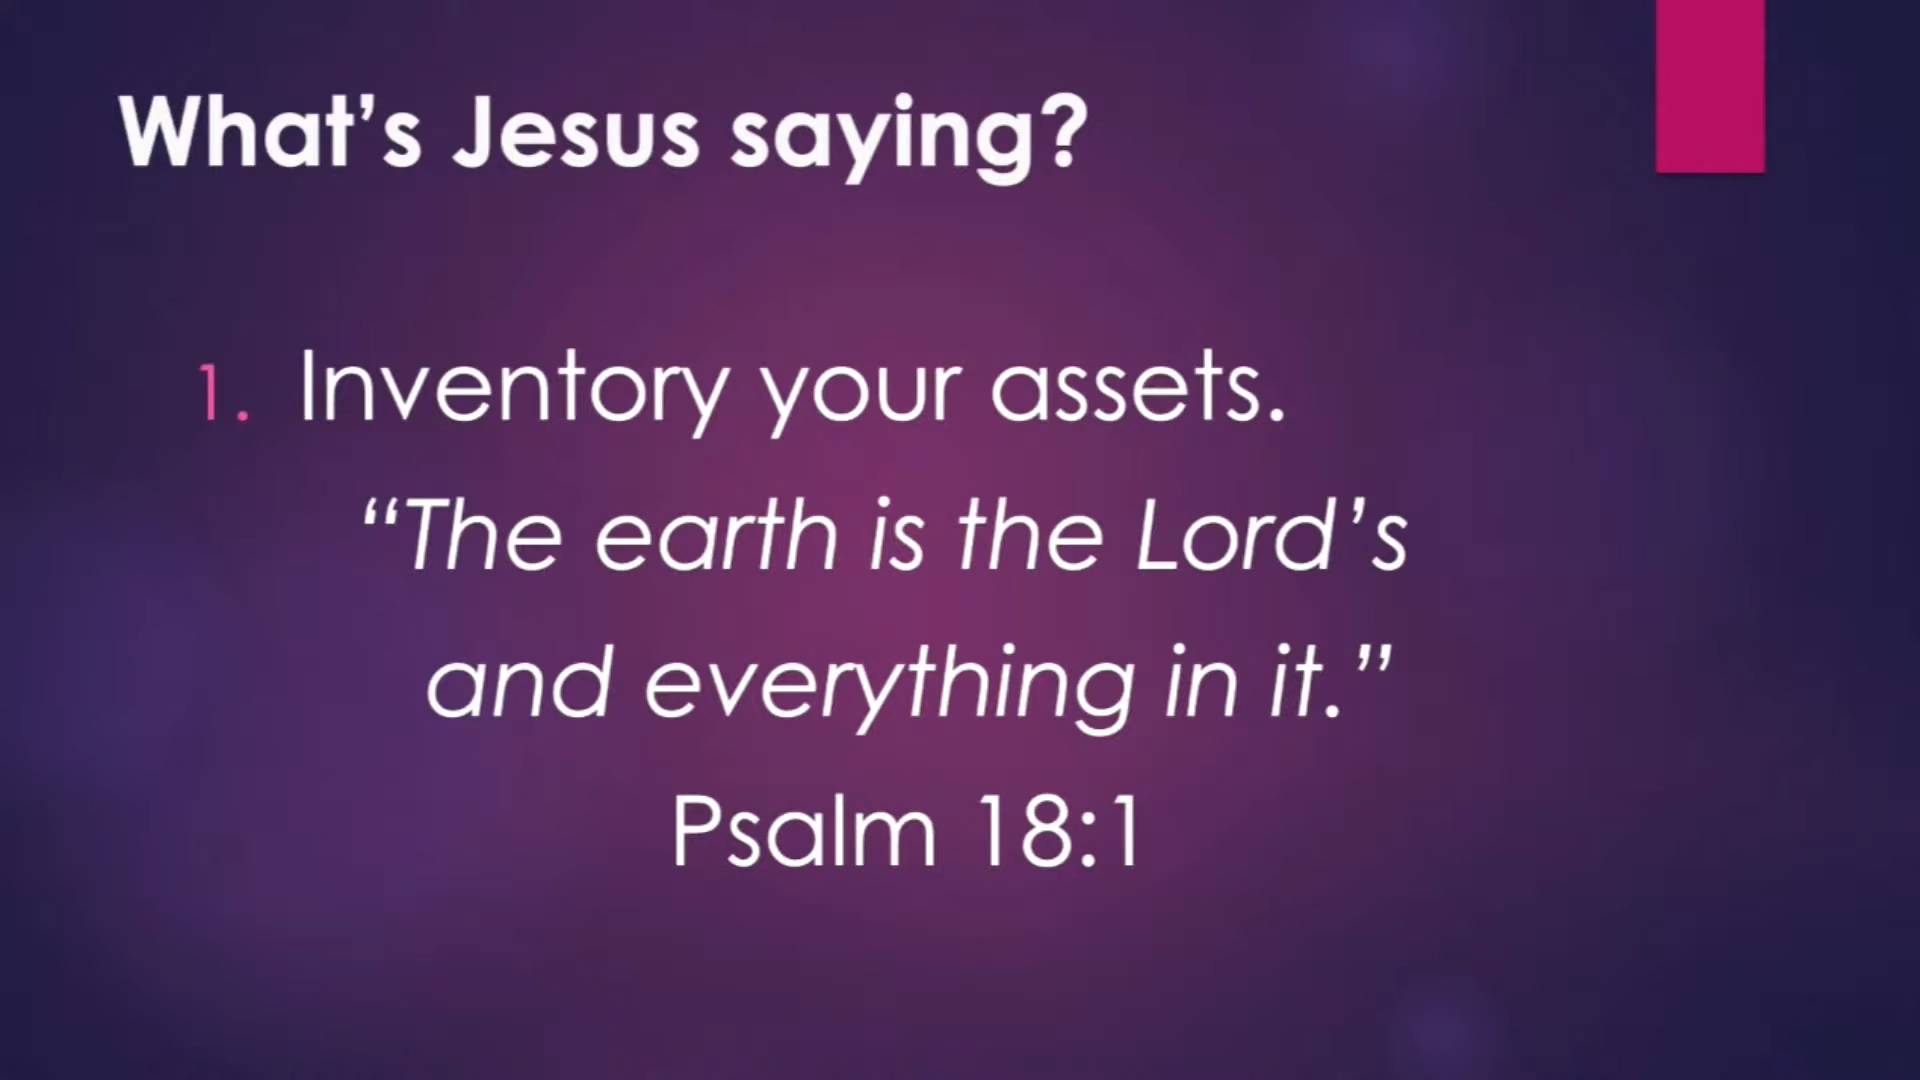 What’s Jesus saying?
1. Inventory your assets.
“The earth is the Lord’s
and everything in it.”
Psalm 18:1